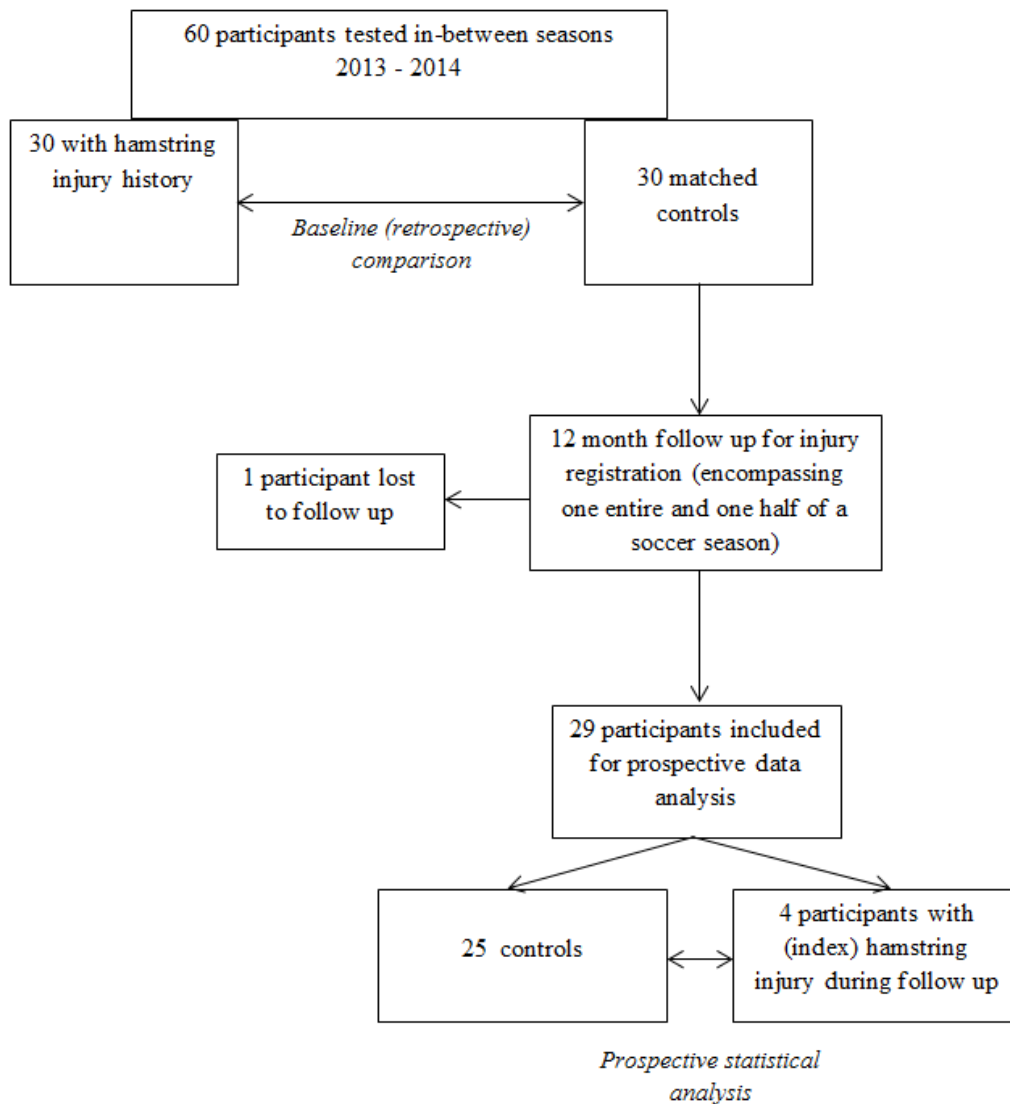 60 participants tested in-between seasons
2013 - 2014
30 with hamstring
injury history
30 matched
controls
Baseline (retrospective)
comparison
12 month follow up for injury
registration (encompassing
one entire and one half of a
soccer season)
1 participant lost
to follow up
29 participants included
for prospective data
analysis
25 controls
4 participants with
(index) hamstring
injury during follow up
Prospective statistical
analysis